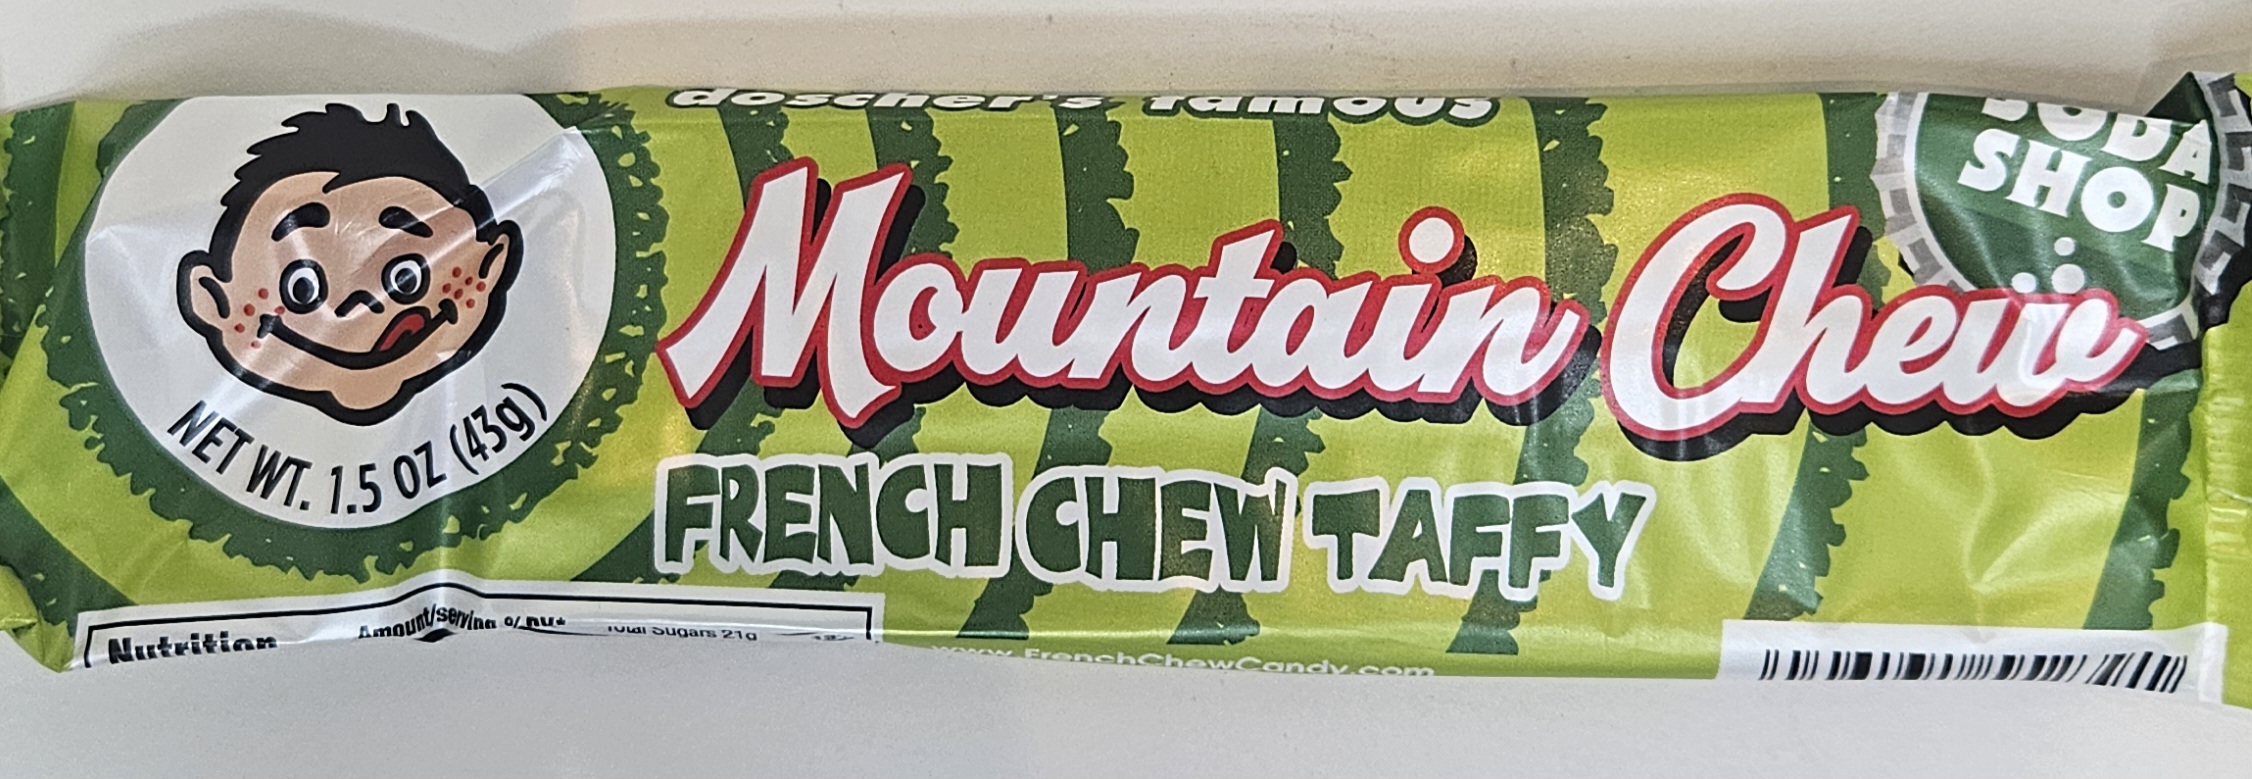 doscher's famous
SODA
SHOP
Mountain Chew
FRENCH CHEW TAFFY
NET WT. 1.5 OZ (43g)
Nutrition
Amount/serving % DV*
Total Sugars 21g
www.FrenchChewCandy.com